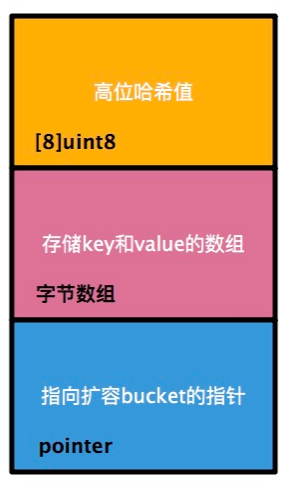 高位哈希值
[8]uint8
存储key和value的数组
字节数组
指向扩容bucket的指针
pointer